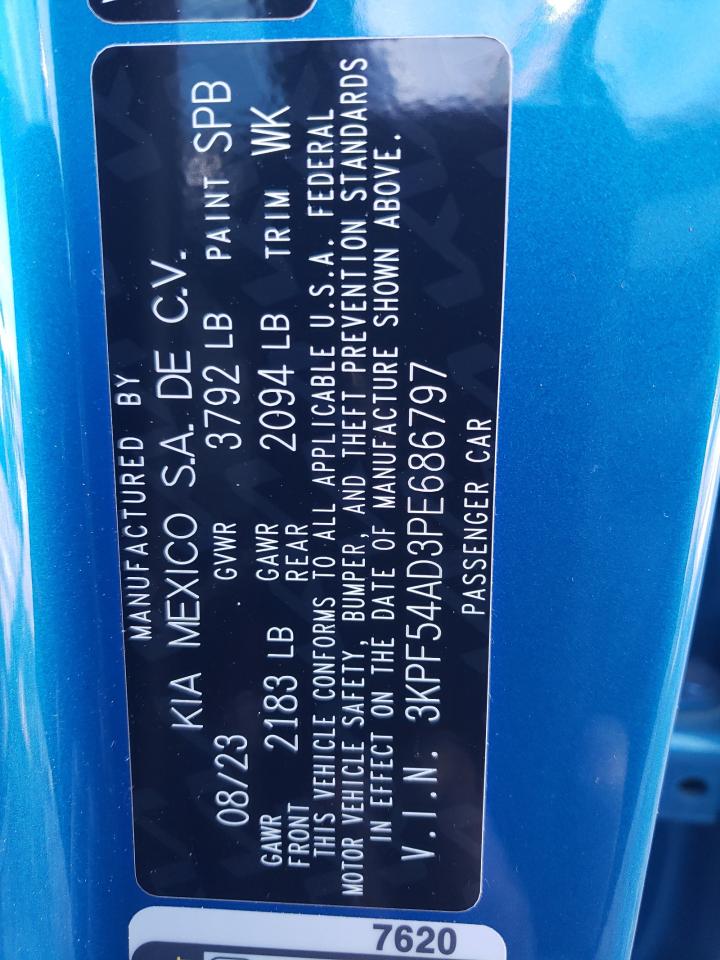 MANUFACTURED BY
KIA MEXICO S.A. DE C.V.
08/23 GVWR 3792 LB PAINT SPB
GAWR FRONT 2183 LB GAWR REAR 2094 LB TRIM WK
THIS VEHICLE CONFORMS TO ALL APPLICABLE U.S.A. FEDERAL
MOTOR VEHICLE SAFETY, BUMPER, AND THEFT PREVENTION STANDARDS
IN EFFECT ON THE DATE OF MANUFACTURE SHOWN ABOVE.
V.I.N. 3KPF54AD3PE686797
PASSENGER CAR
7620